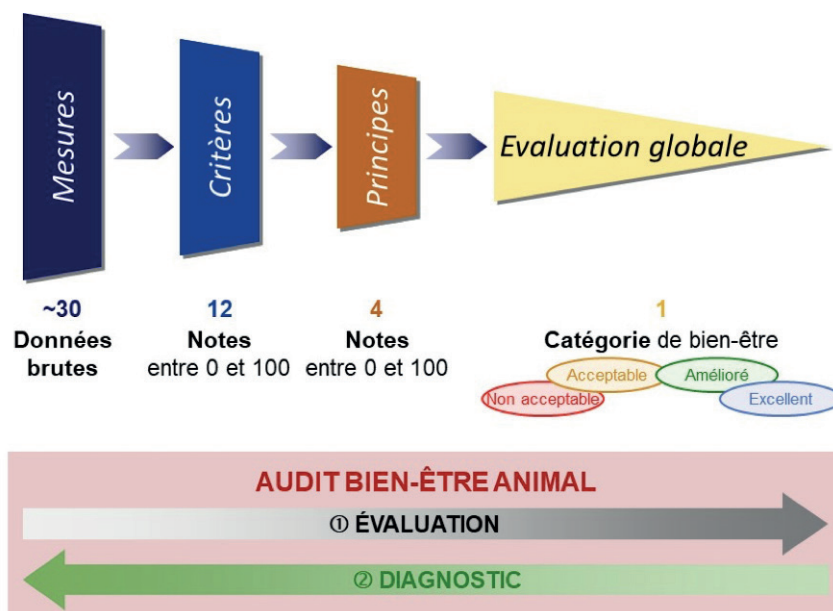 Mesures
Critères
Principes
Evaluation globale
~30
Données
brutes
12
Notes
entre 0 et 100
4
Notes
entre 0 et 100
1
Catégorie de bien-être
Non acceptable
Acceptable
Amélioré
Excellent
AUDIT BIEN-ÊTRE ANIMAL
① ÉVALUATION
② DIAGNOSTIC